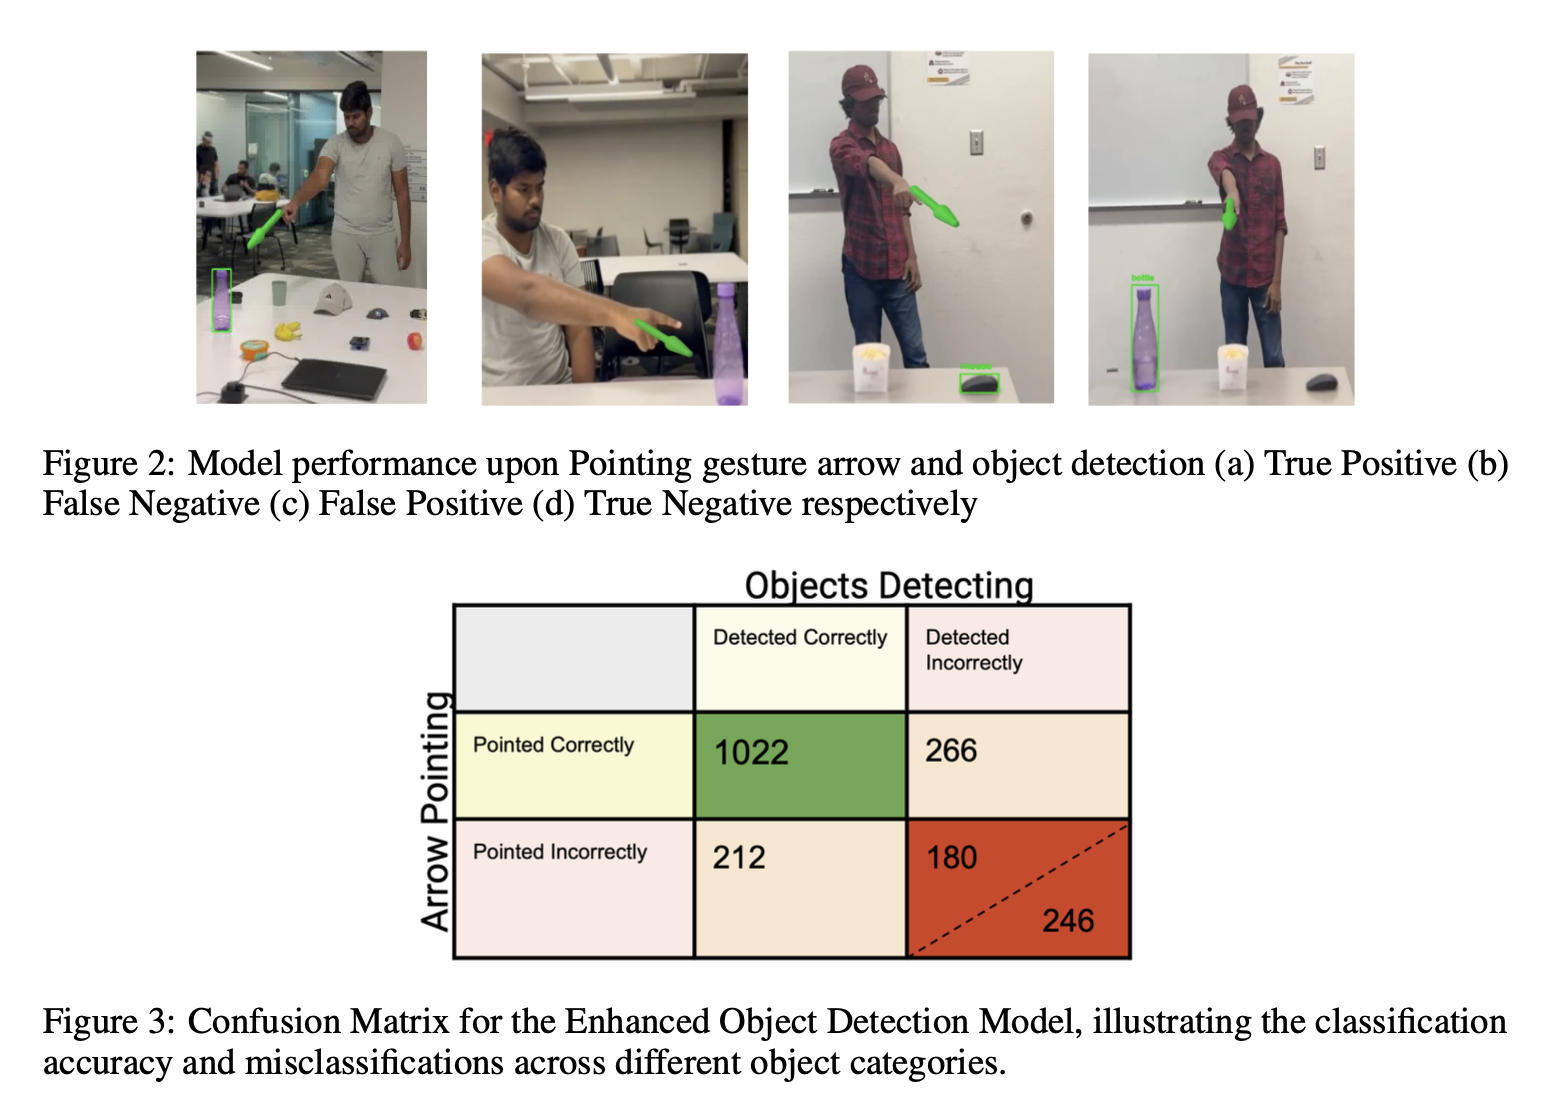 bottle
Figure 2: Model performance upon Pointing gesture arrow and object detection (a) True Positive (b)
False Negative (c) False Positive (d) True Negative respectively
Objects Detecting
Arrow Pointing
Detected Correctly
Detected
Incorrectly
Pointed Correctly
1022
266
Pointed Incorrectly
212
180
246
Figure 3: Confusion Matrix for the Enhanced Object Detection Model, illustrating the classification
accuracy and misclassifications across different object categories.